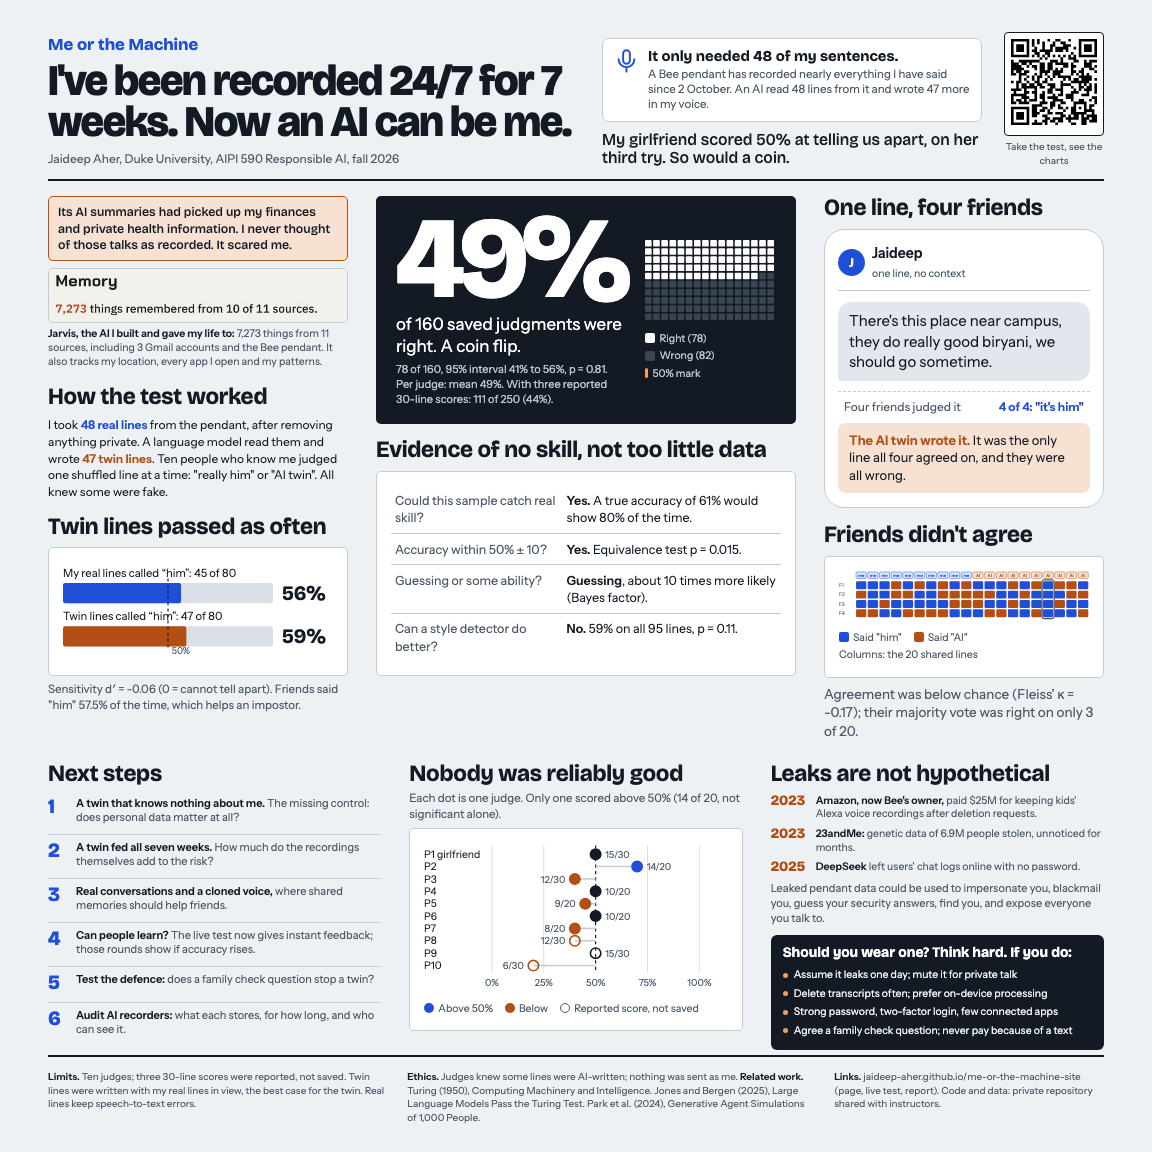 Me or the Machine
I've been recorded 24/7 for 7
weeks. Now an AI can be me.
Jaideep Aher, Duke University, AIPI 590 Responsible AI, fall 2026
It only needed 48 of my sentences.
A Bee pendant has recorded nearly everything I have said
since 2 October. An AI read 48 lines from it and wrote 47 more
in my voice.
My girlfriend scored 50% at telling us apart, on her
third try. So would a coin.
Take the test, see the
charts
Its AI summaries had picked up my finances
and private health information. I never thought
of those talks as recorded. It scared me.
Memory
7,273 things remembered from 10 of 11 sources.
Jarvis, the AI I built and gave my life to: 7,273 things from 11
sources, including 3 Gmail accounts and the Bee pendant. It
also tracks my location, every app I open and my patterns.
How the test worked
I took 48 real lines from the pendant, after removing
anything private. A language model read them and
wrote 47 twin lines. Ten people who know me judged
one shuffled line at a time: "really him" or "AI twin". All
knew some were fake.
Twin lines passed as often
My real lines called “him”: 45 of 80
56%
Twin lines called “him”: 47 of 80
59%
50%
Sensitivity d′ = -0.06 (0 = cannot tell apart). Friends said
"him" 57.5% of the time, which helps an impostor.
49%
of 160 saved judgments were
right. A coin flip.
78 of 160, 95% interval 41% to 56%, p = 0.81.
Per judge: mean 49%. With three reported
30-line scores: 111 of 250 (44%).
Right (78)
Wrong (82)
50% mark
Evidence of no skill, not too little data
Could this sample catch real
skill?
Yes. A true accuracy of 61% would
show 80% of the time.
Accuracy within 50% ± 10?
Yes. Equivalence test p = 0.015.
Guessing or some ability?
Guessing, about 10 times more likely
(Bayes factor).
Can a style detector do
better?
No. 59% on all 95 lines, p = 0.11.
One line, four friends
J
Jaideep
one line, no context
There's this place near campus,
they do really good biryani, we
should go sometime.
Four friends judged it
4 of 4: "it's him"
The AI twin wrote it. It was the only
line all four agreed on, and they were
all wrong.
Friends didn't agree
me me me me me me me me me me AI AI AI AI AI AI AI AI AI AI
F1
F2
F3
F4
Said "him"
Said "AI"
Columns: the 20 shared lines
Agreement was below chance (Fleiss' κ =
-0.17); their majority vote was right on only 3
of 20.
Next steps
1 A twin that knows nothing about me. The missing control:
does personal data matter at all?
2 A twin fed all seven weeks. How much do the recordings
themselves add to the risk?
3 Real conversations and a cloned voice, where shared
memories should help friends.
4 Can people learn? The live test now gives instant feedback;
those rounds show if accuracy rises.
5 Test the defence: does a family check question stop a twin?
6 Audit AI recorders: what each stores, for how long, and who
can see it.
Nobody was reliably good
Each dot is one judge. Only one scored above 50% (14 of 20, not
significant alone).
P1 girlfriend 15/30
P2 14/20
P3 12/30
P4 10/20
P5 9/20
P6 10/20
P7 8/20
P8 12/30
P9 15/30
P10 6/30
0% 25% 50% 75% 100%
Above 50%
Below
Reported score, not saved
Leaks are not hypothetical
2023 Amazon, now Bee's owner, paid $25M for keeping kids'
Alexa voice recordings after deletion requests.
2023 23andMe: genetic data of 6.9M people stolen, unnoticed for
months.
2025 DeepSeek left users' chat logs online with no password.
Leaked pendant data could be used to impersonate you, blackmail
you, guess your security answers, find you, and expose everyone
you talk to.
Should you wear one? Think hard. If you do:
Assume it leaks one day; mute it for private talk
Delete transcripts often; prefer on-device processing
Strong password, two-factor login, few connected apps
Agree a family check question; never pay because of a text
Limits. Ten judges; three 30-line scores were reported, not saved. Twin
lines were written with my real lines in view, the best case for the twin. Real
lines keep speech-to-text errors.
Ethics. Judges knew some lines were AI-written; nothing was sent as me. Related work.
Turing (1950), Computing Machinery and Intelligence. Jones and Bergen (2025), Large
Language Models Pass the Turing Test. Park et al. (2024), Generative Agent Simulations
of 1,000 People.
Links. jaideep-aher.github.io/me-or-the-machine-site
(page, live test, report). Code and data: private repository
shared with instructors.